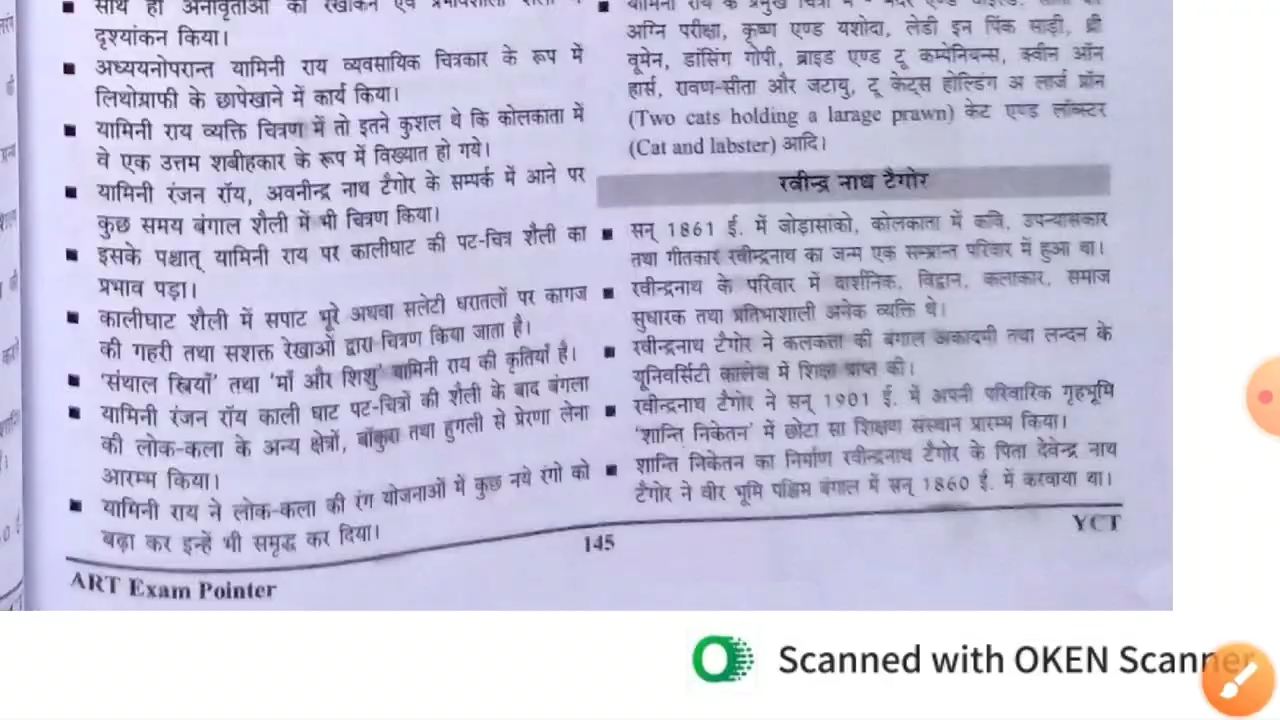 साथ ही अनावृताओं का रेखांकन एवं प्रभावशाली
दृश्यांकन किया।
■ अध्ययनोपरान्त यामिनी राय व्यवसायिक चित्रकार के रूप में
लिथोग्राफी के छापेखाने में कार्य किया।
■ यामिनी राय व्यक्ति चित्रण में तो इतने कुशल थे कि कोलकाता में
वे एक उत्तम शबीहकार के रूप में विख्यात हो गये।
■ यामिनी रंजन रॉय, अवनीन्द्र नाथ टैगोर के सम्पर्क में आने पर
कुछ समय बंगाल शैली में भी चित्रण किया।
■ इसके पश्चात् यामिनी राय पर कालीघाट की पट-चित्र शैली का
प्रभाव पड़ा।
■ कालीघाट शैली में सपाट भूरे अथवा सलेटी धरातलों पर कागज
की गहरी तथा सशक्त रेखाओं द्वारा चित्रण किया जाता है।
■ 'संथाल स्त्रियाँ' तथा 'माँ और शिशु' यामिनी राय की कृतियाँ है।
■ यामिनी रंजन रॉय काली घाट पट-चित्रों की शैली के बाद बंगला
की लोक-कला के अन्य क्षेत्रों, बाँकुरा तथा हुगली से प्रेरणा लेना
आरम्भ किया।
■ यामिनी राय ने लोक-कला की रंग योजनाओं में कुछ नये रंगो को
बढ़ा कर इन्हें भी समृद्ध कर दिया।
■ यामिनी राय के प्रमुख चित्रों में -
अग्नि परीक्षा, कृष्ण एण्ड यशोदा, लेडी इन पिंक साड़ी, थ्री
वूमेन, डांसिंग गोपी, ब्राइड एण्ड टू कम्पेनियन्स, क्वीन ऑन
हार्स, रावण-सीता और जटायु, टू केट्स होल्डिंग अ लार्ज प्रॉन
(Two cats holding a larage prawn) केट एण्ड लॉब्स्टर
(Cat and labster) आदि।
रवीन्द्र नाथ टैगोर
■ सन् 1861 ई. में जोड़ासांको, कोलकाता में कवि, उपन्यासकार
तथा गीतकार रवीन्द्रनाथ का जन्म एक सम्भ्रान्त परिवार में हुआ था।
■ रवीन्द्रनाथ के परिवार में दार्शनिक, विद्वान, कलाकार, समाज
सुधारक तथा प्रतिभाशाली अनेक व्यक्ति थे।
■ रवीन्द्रनाथ टैगोर ने कलकत्ता की बंगाल अकादमी तथा लन्दन के
यूनिवर्सिटी कालेज में शिक्षा प्राप्त की।
■ रवीन्द्रनाथ टैगोर ने सन् 1901 ई. में अपनी परिवारिक गृहभूमि
'शान्ति निकेतन' में छोटा सा शिक्षण संस्थान प्रारम्भ किया।
■ शान्ति निकेतन का निर्माण रवीन्द्रनाथ टैगोर के पिता देवेन्द्र नाथ
टैगोर ने वीर भूमि पश्चिम बंगाल में सन् 1860 ई. में करवाया था।
ART Exam Pointer
145
YCT
Scanned with OKEN Scanner